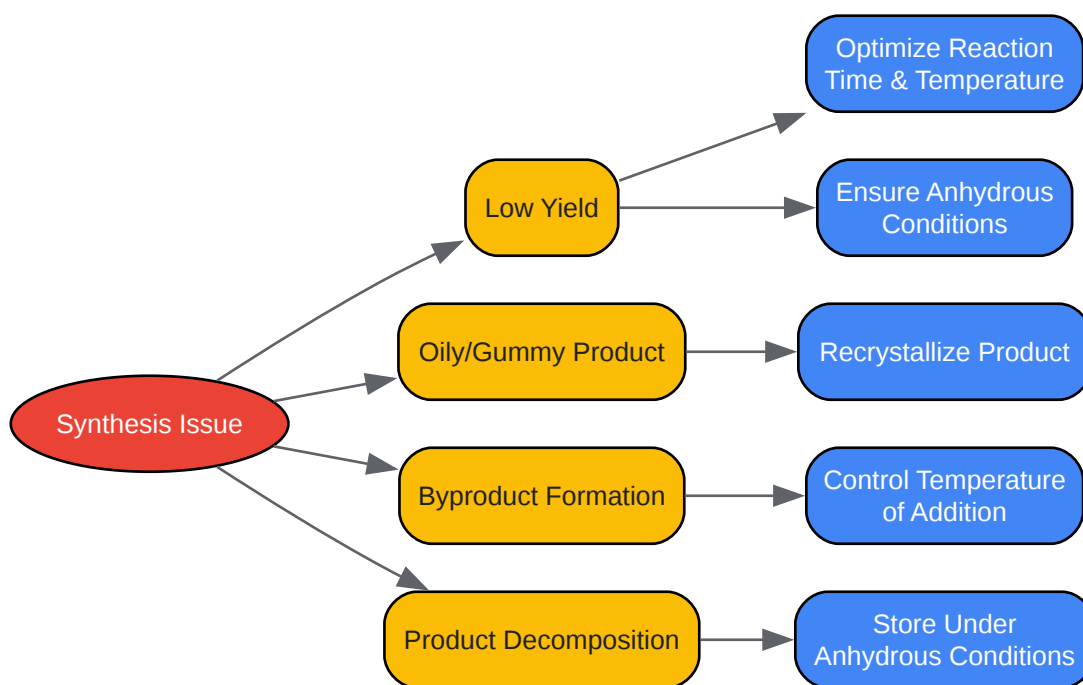 Optimize Reaction
Time & Temperature
Low Yield
Ensure Anhydrous
Conditions
Oily/Gummy Product
Recrystallize Product
Synthesis Issue
Byproduct Formation
Control Temperature
of Addition
Product Decomposition
Store Under
Anhydrous Conditions